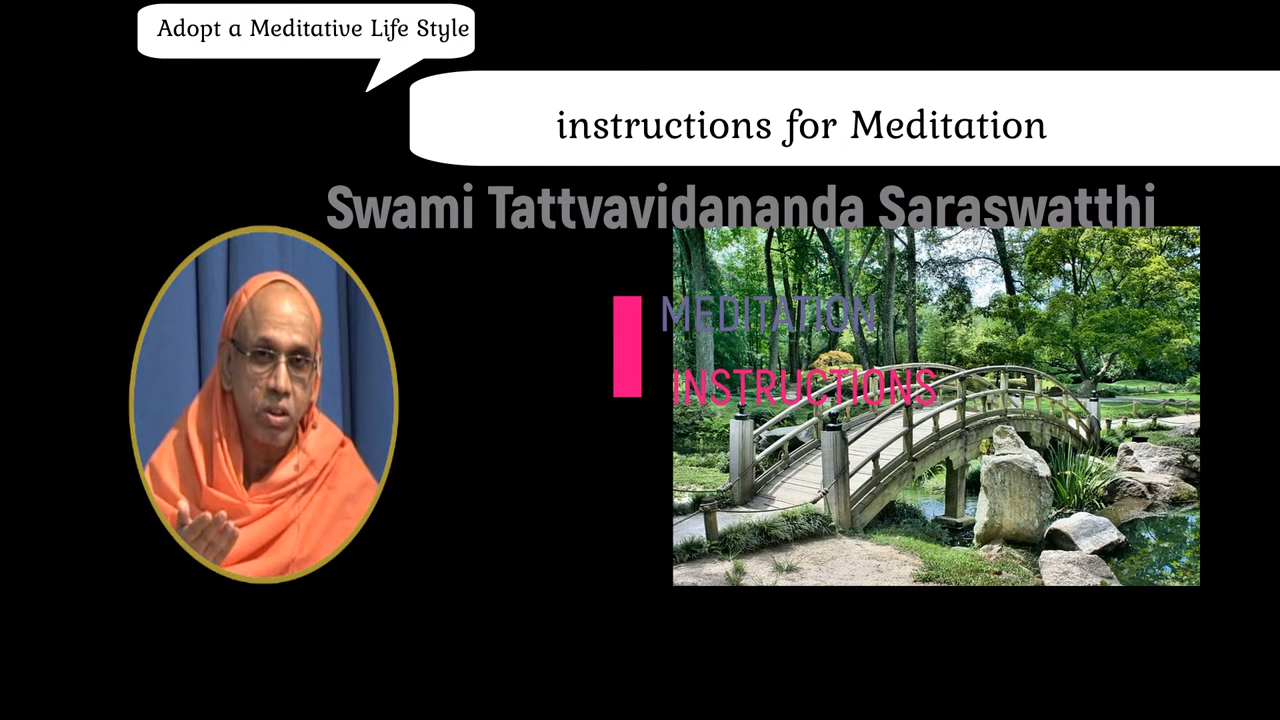 Adopt a Meditative Life Style
instructions for Meditation
Swami Tattvavidananda Saraswatthi
MEDITATION
INSTRUCTIONS